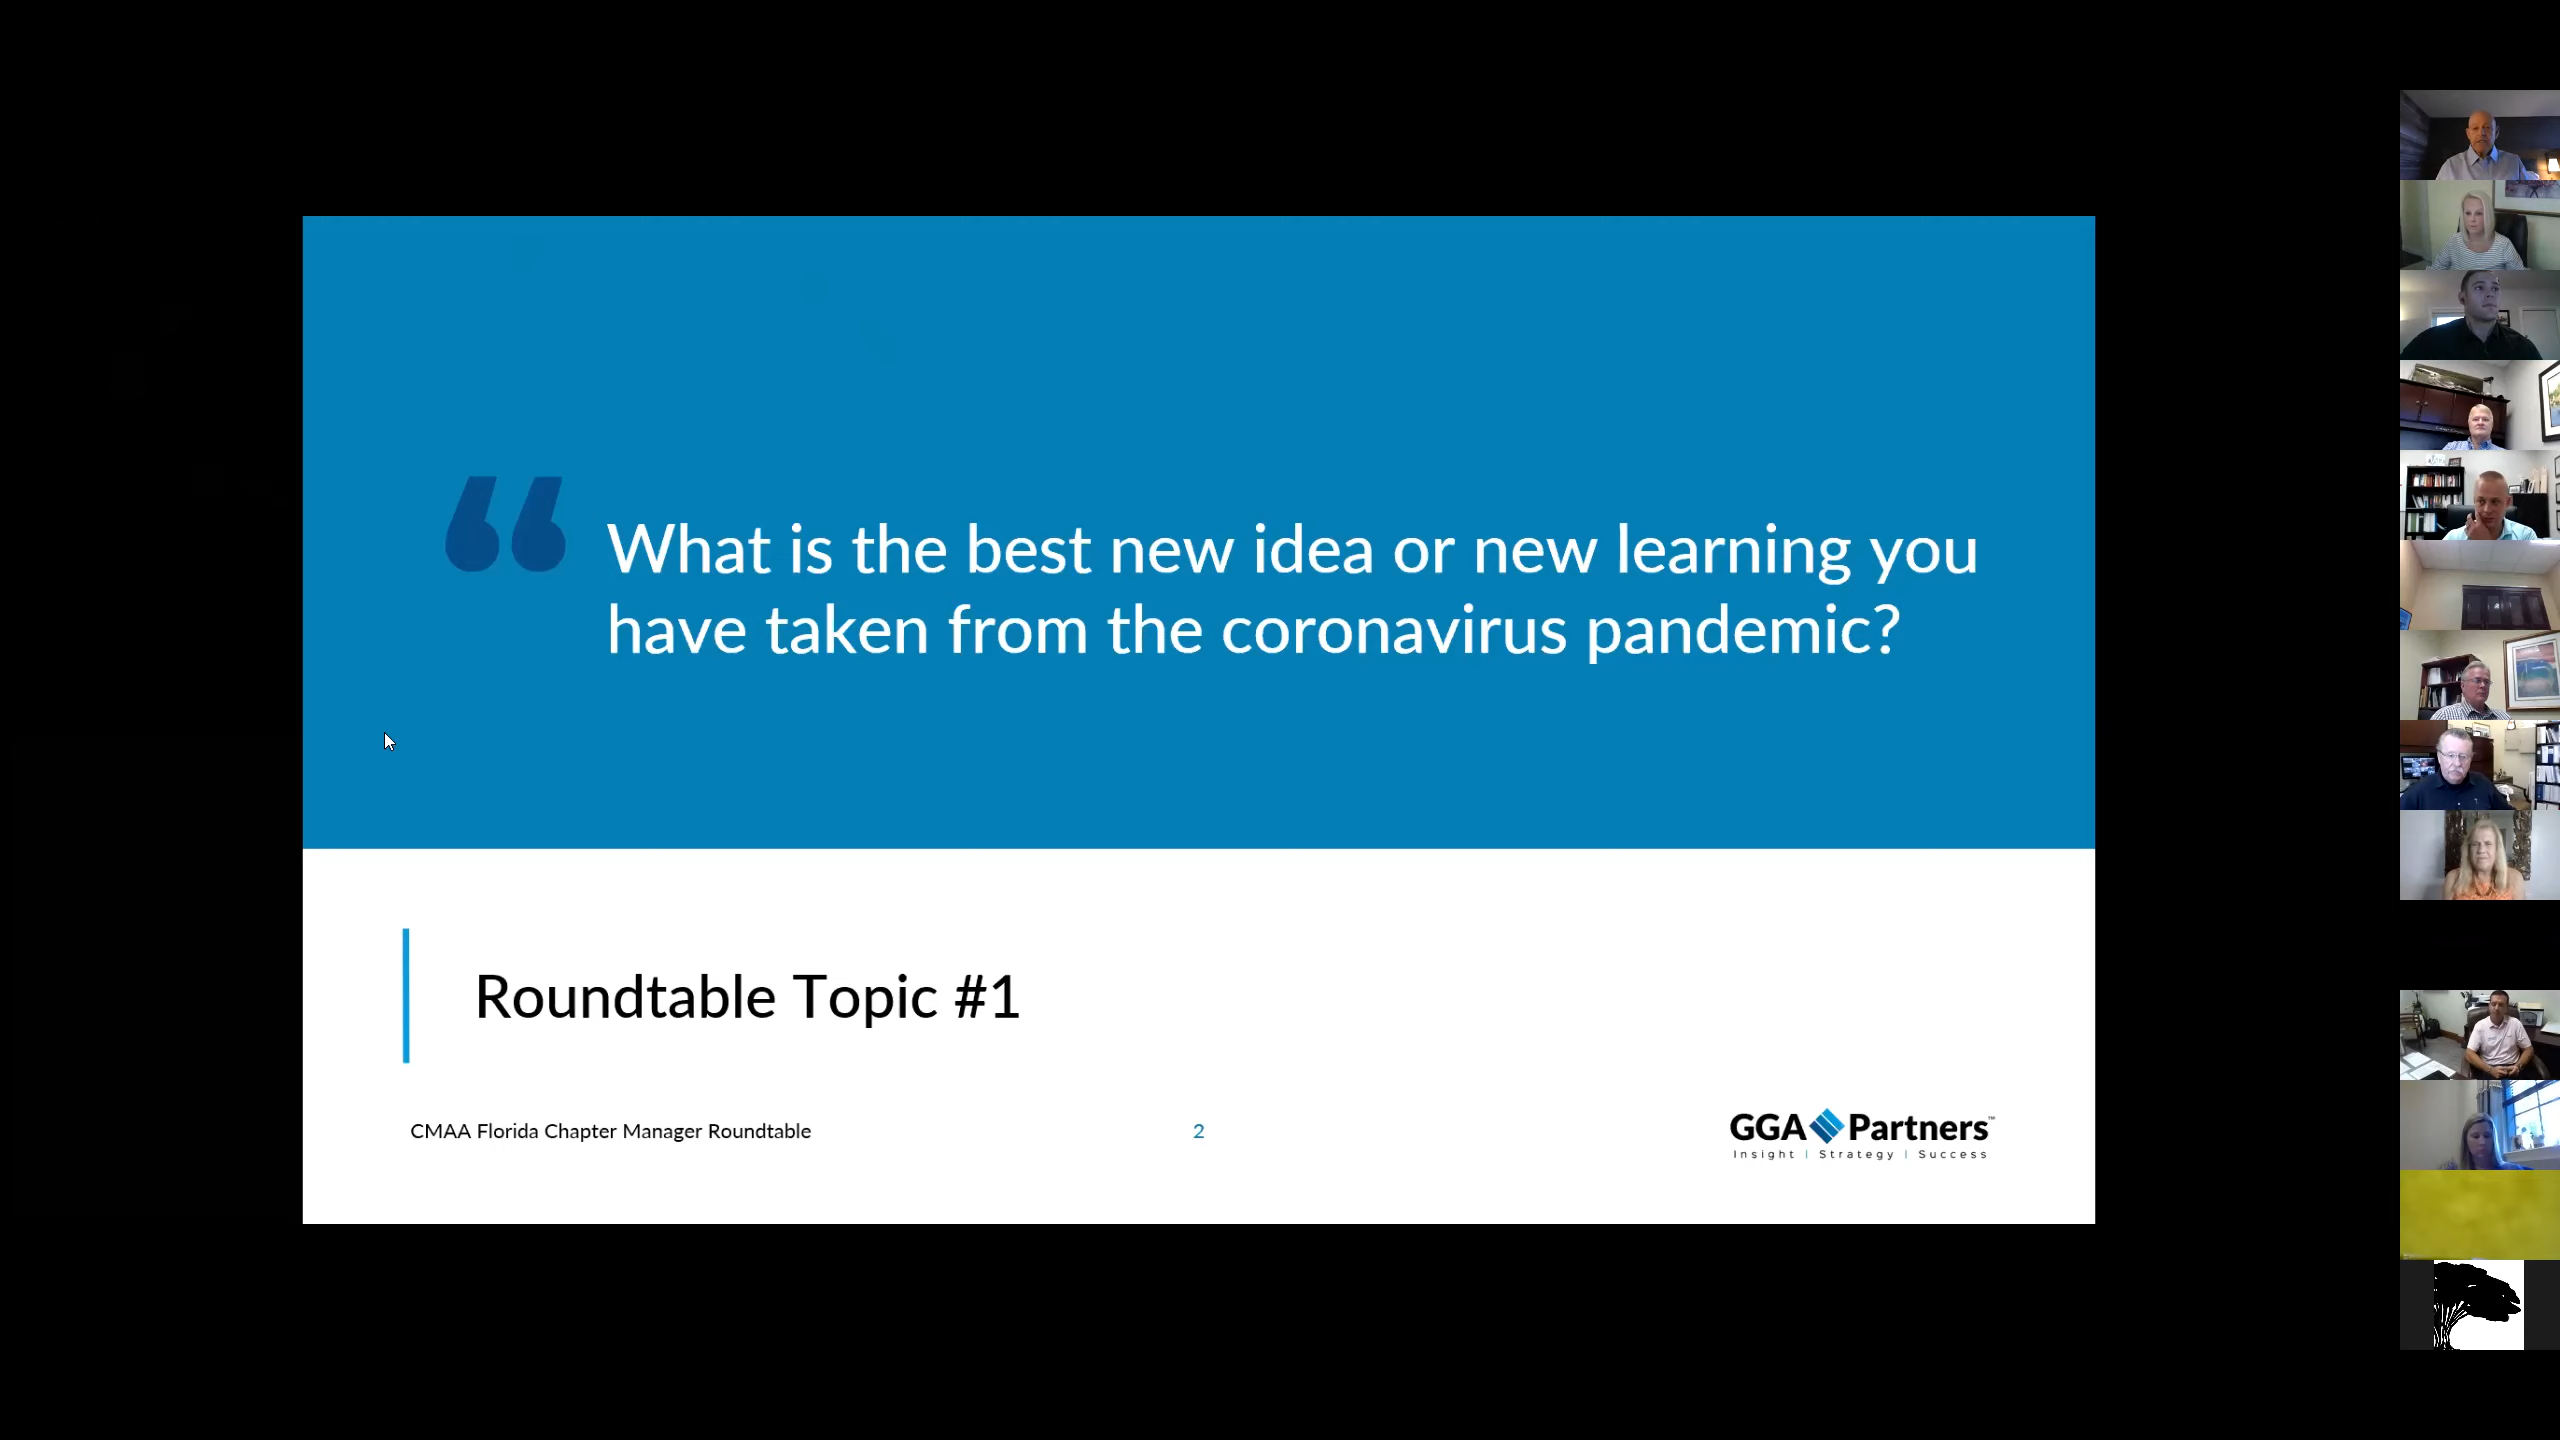 “ What is the best new idea or new learning you
have taken from the coronavirus pandemic?
Roundtable Topic #1
CMAA Florida Chapter Manager Roundtable
2
GGA Partners™
Insight | Strategy | Success